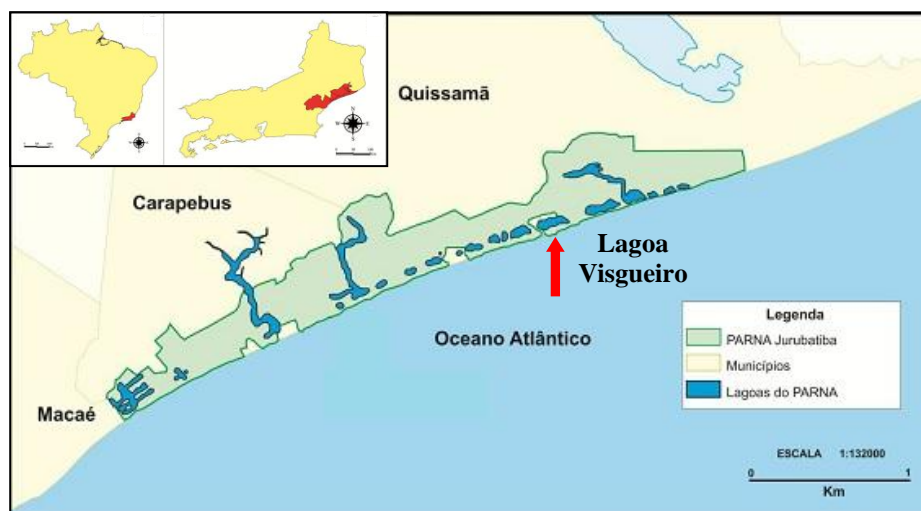 Quissamã
Carapebus
Lagoa
Visgueiro
Oceano Atlântico
Macaé
Legenda
PARNA Jurubatiba
Municípios
Lagoas do PARNA
ESCALA 1:132000
0 1
Km